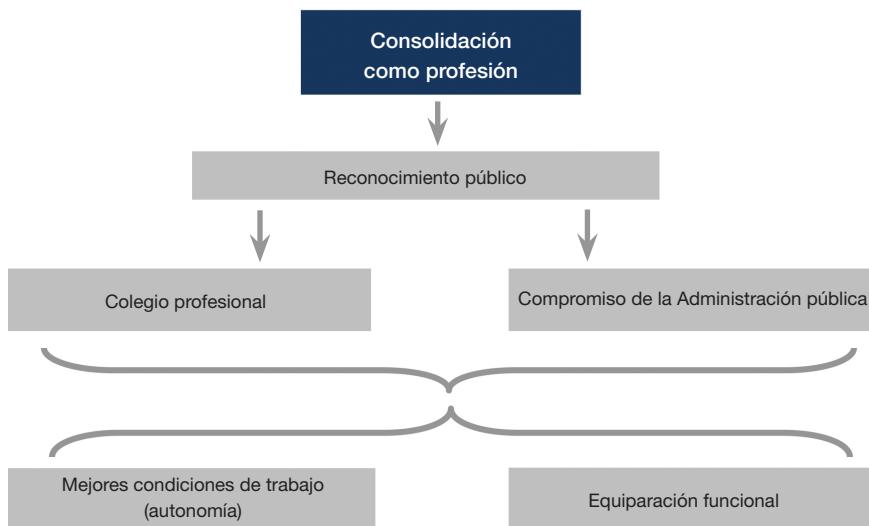 Consolidación
como profesión
Reconocimiento público
Colegio profesional
Compromiso de la Administración pública
Mejores condiciones de trabajo
(autonomía)
Equiparación funcional